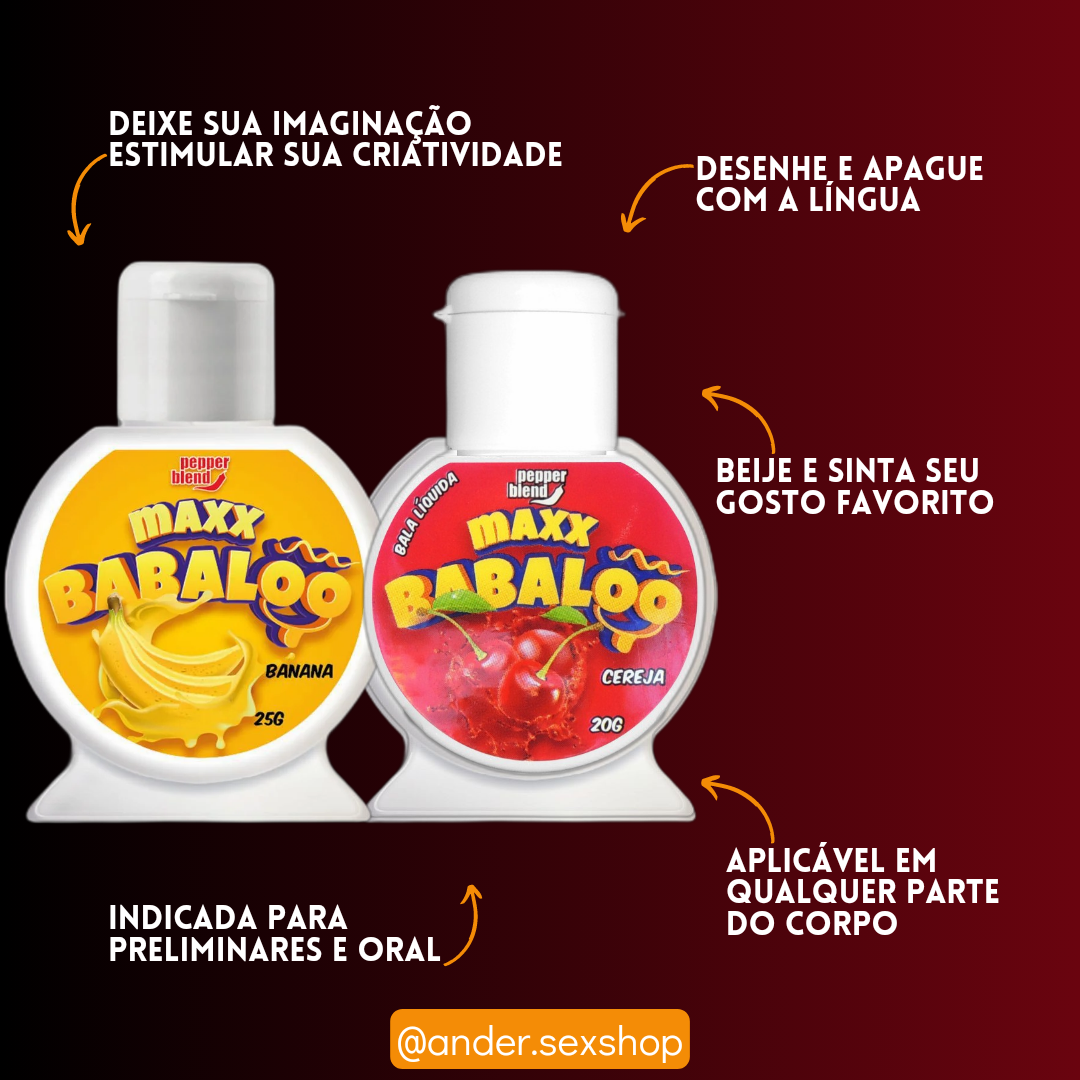 DEIXE SUA IMAGINAÇÃO
ESTIMULAR SUA CRIATIVIDADE
DESENHE E APAGUE
COM A LÍNGUA
BEIJE E SINTA SEU
GOSTO FAVORITO
pepper
blend
MAXX
BABALOO
BANANA
25G
BALA LÍQUIDA
pepper
blend
MAXX
BABALOO
CEREJA
20G
APLICÁVEL EM
QUALQUER PARTE
DO CORPO
INDICADA PARA
PRELIMINARES E ORAL
@ander.sexshop